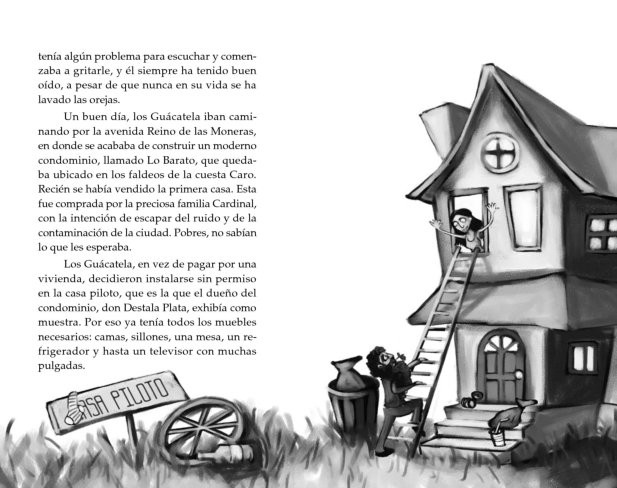 tenía algún problema para escuchar y comen-
zaba a gritarle, y él siempre ha tenido buen
oído, a pesar de que nunca en su vida se ha
lavado las orejas.
Un buen día, los Guácatela iban cami-
nando por la avenida Reino de las Moneras,
en donde se acababa de construir un moderno
condominio, llamado Lo Barato, que queda-
ba ubicado en los faldeos de la cuesta Caro.
Recién se había vendido la primera casa. Esta
fue comprada por la preciosa familia Cardinal,
con la intención de escapar del ruido y de la
contaminación de la ciudad. Pobres, no sabían
lo que les esperaba.
Los Guácatela, en vez de pagar por una
vivienda, decidieron instalarse sin permiso
en la casa piloto, que es la que el dueño del
condominio, don Destala Plata, exhibía como
muestra. Por eso ya tenía todos los muebles
necesarios: camas, sillones, una mesa, un re-
frigerador y hasta un televisor con muchas
pulgadas.
CASA PILOTO